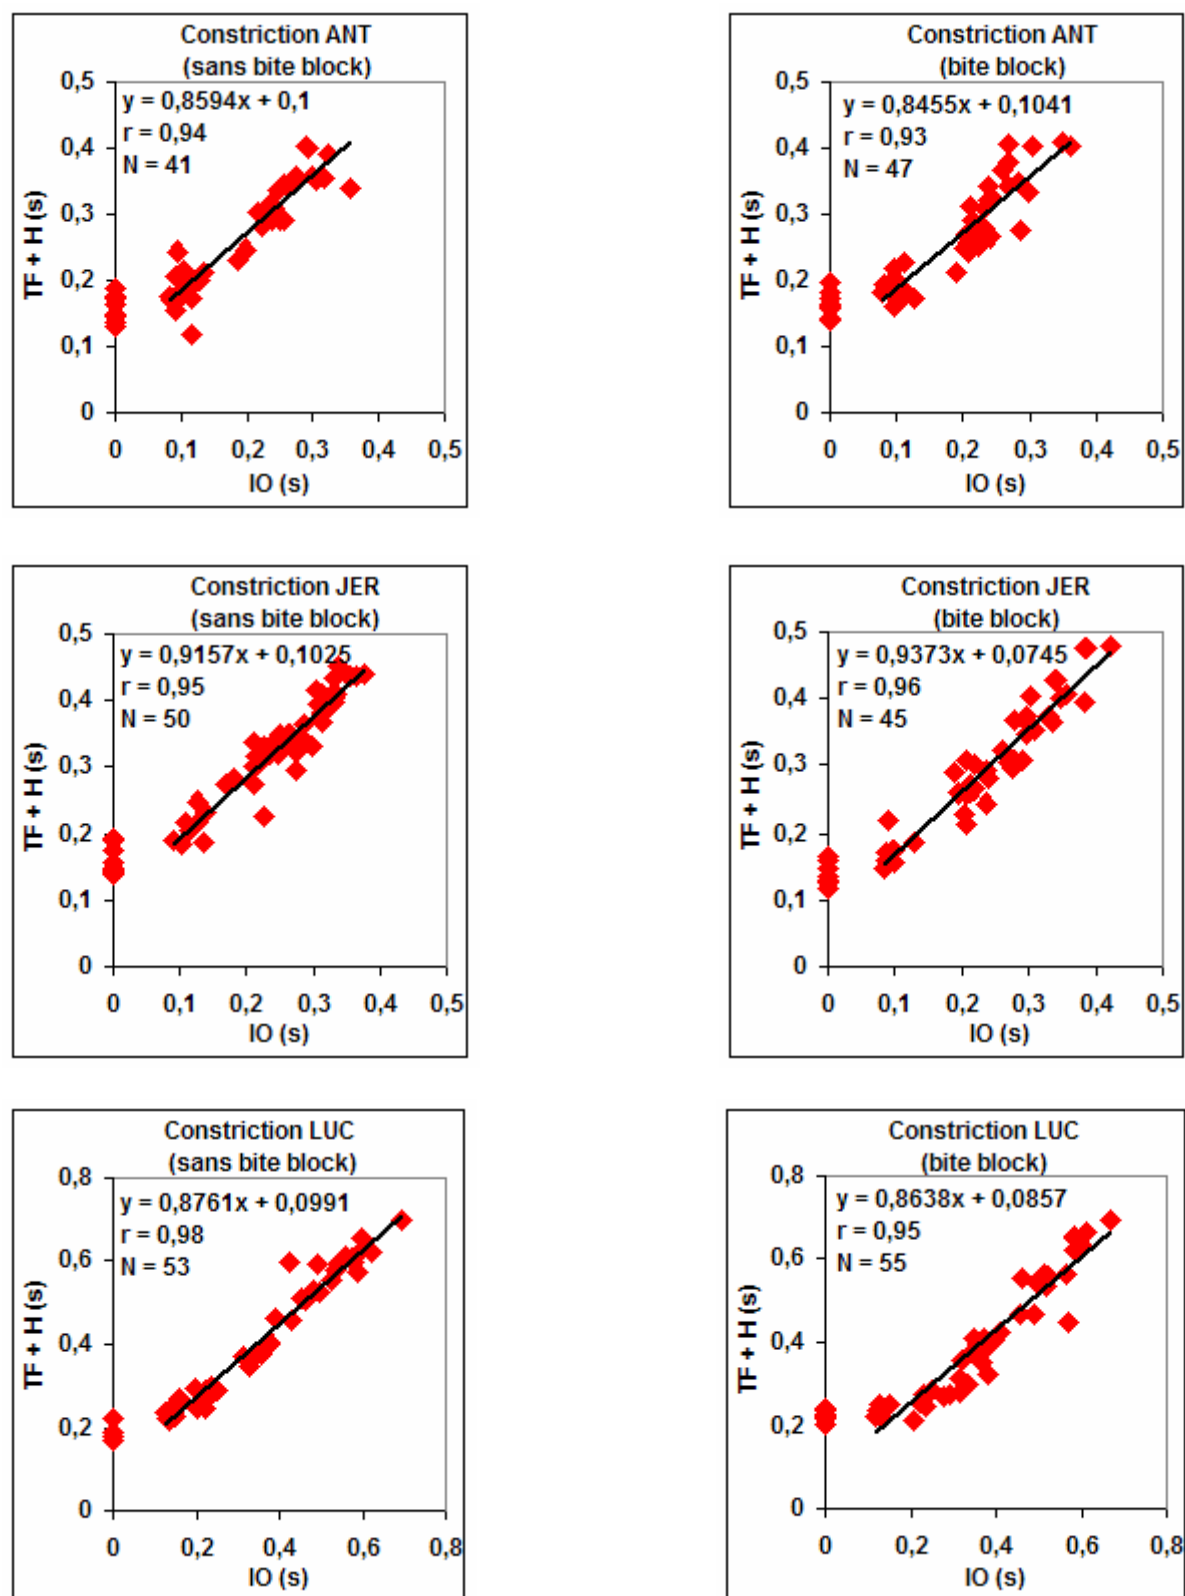 Constriction ANT
(sans bite block)
y = 0,8594x + 0,1
r = 0,94
N = 41
TF + H (s)
0,5
0,4
0,3
0,2
0,1
0
0 0,1 0,2 0,3 0,4 0,5
IO (s)
Constriction ANT
(bite block)
y = 0,8455x + 0,1041
r = 0,93
N = 47
TF + H (s)
0,5
0,4
0,3
0,2
0,1
0
0 0,1 0,2 0,3 0,4 0,5
IO (s)
Constriction JER
(sans bite block)
y = 0,9157x + 0,1025
r = 0,95
N = 50
TF + H (s)
0,5
0,4
0,3
0,2
0,1
0
0 0,1 0,2 0,3 0,4 0,5
IO (s)
Constriction JER
(bite block)
y = 0,9373x + 0,0745
r = 0,96
N = 45
TF + H (s)
0,5
0,4
0,3
0,2
0,1
0
0 0,1 0,2 0,3 0,4 0,5
IO (s)
Constriction LUC
(sans bite block)
y = 0,8761x + 0,0991
r = 0,98
N = 53
TF + H (s)
0,8
0,6
0,4
0,2
0
0 0,2 0,4 0,6 0,8
IO (s)
Constriction LUC
(bite block)
y = 0,8638x + 0,0857
r = 0,95
N = 55
TF + H (s)
0,8
0,6
0,4
0,2
0
0 0,2 0,4 0,6 0,8
IO (s)